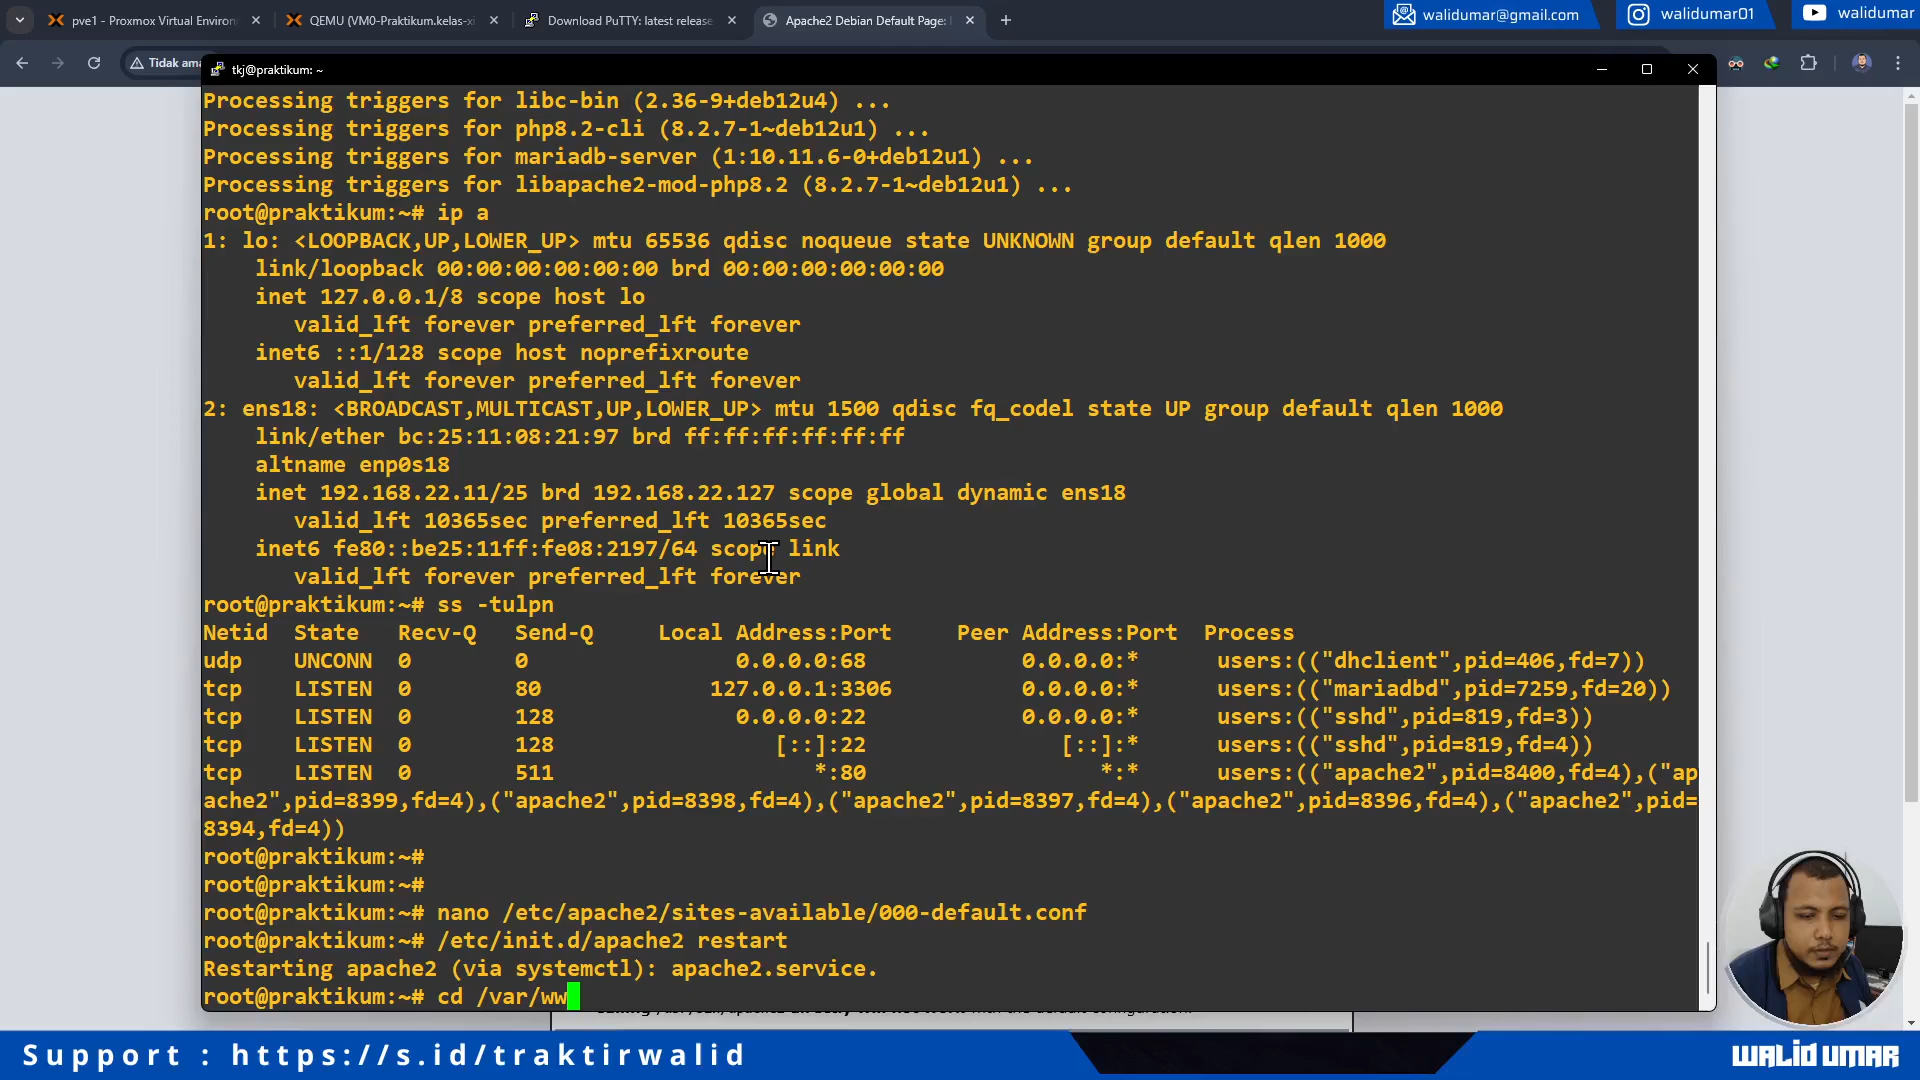 pve1 - Proxmox Virtual Environ
QEMU (VM0-Praktikum.kelas-xi
Download PuTTY: latest release
Apache2 Debian Default Page:
walidumar@gmail.com
walidumar01
walidumar
Tidak ama
tkj@praktikum: ~
Processing triggers for libc-bin (2.36-9+deb12u4) ...
Processing triggers for php8.2-cli (8.2.7-1~deb12u1) ...
Processing triggers for mariadb-server (1:10.11.6-0+deb12u1) ...
Processing triggers for libapache2-mod-php8.2 (8.2.7-1~deb12u1) ...
root@praktikum:~# ip a
1: lo: <LOOPBACK,UP,LOWER_UP> mtu 65536 qdisc noqueue state UNKNOWN group default qlen 1000
link/loopback 00:00:00:00:00:00 brd 00:00:00:00:00:00
inet 127.0.0.1/8 scope host lo
valid_lft forever preferred_lft forever
inet6 ::1/128 scope host noprefixroute
valid_lft forever preferred_lft forever
2: ens18: <BROADCAST,MULTICAST,UP,LOWER_UP> mtu 1500 qdisc fq_codel state UP group default qlen 1000
link/ether bc:25:11:08:21:97 brd ff:ff:ff:ff:ff:ff
altname enp0s18
inet 192.168.22.11/25 brd 192.168.22.127 scope global dynamic ens18
valid_lft 10365sec preferred_lft 10365sec
inet6 fe80::be25:11ff:fe08:2197/64 scope link
valid_lft forever preferred_lft forever
root@praktikum:~# ss -tulpn
Netid State Recv-Q Send-Q Local Address:Port Peer Address:Port Process
udp UNCONN 0 0 0.0.0.0:68 0.0.0.0:* users:(("dhclient",pid=406,fd=7))
tcp LISTEN 0 80 127.0.0.1:3306 0.0.0.0:* users:(("mariadbd",pid=7259,fd=20))
tcp LISTEN 0 128 0.0.0.0:22 0.0.0.0:* users:(("sshd",pid=819,fd=3))
tcp LISTEN 0 128 [::]:22 [::]:* users:(("sshd",pid=819,fd=4))
tcp LISTEN 0 511 *:80 *:* users:(("apache2",pid=8400,fd=4),("ap
ache2",pid=8399,fd=4),("apache2",pid=8398,fd=4),("apache2",pid=8397,fd=4),("apache2",pid=8396,fd=4),("apache2",pid=
8394,fd=4))
root@praktikum:~#
root@praktikum:~#
root@praktikum:~# nano /etc/apache2/sites-available/000-default.conf
root@praktikum:~# /etc/init.d/apache2 restart
Restarting apache2 (via systemctl): apache2.service.
root@praktikum:~# cd /var/ww
Support : https://s.id/traktirwalid
WALID UMAR